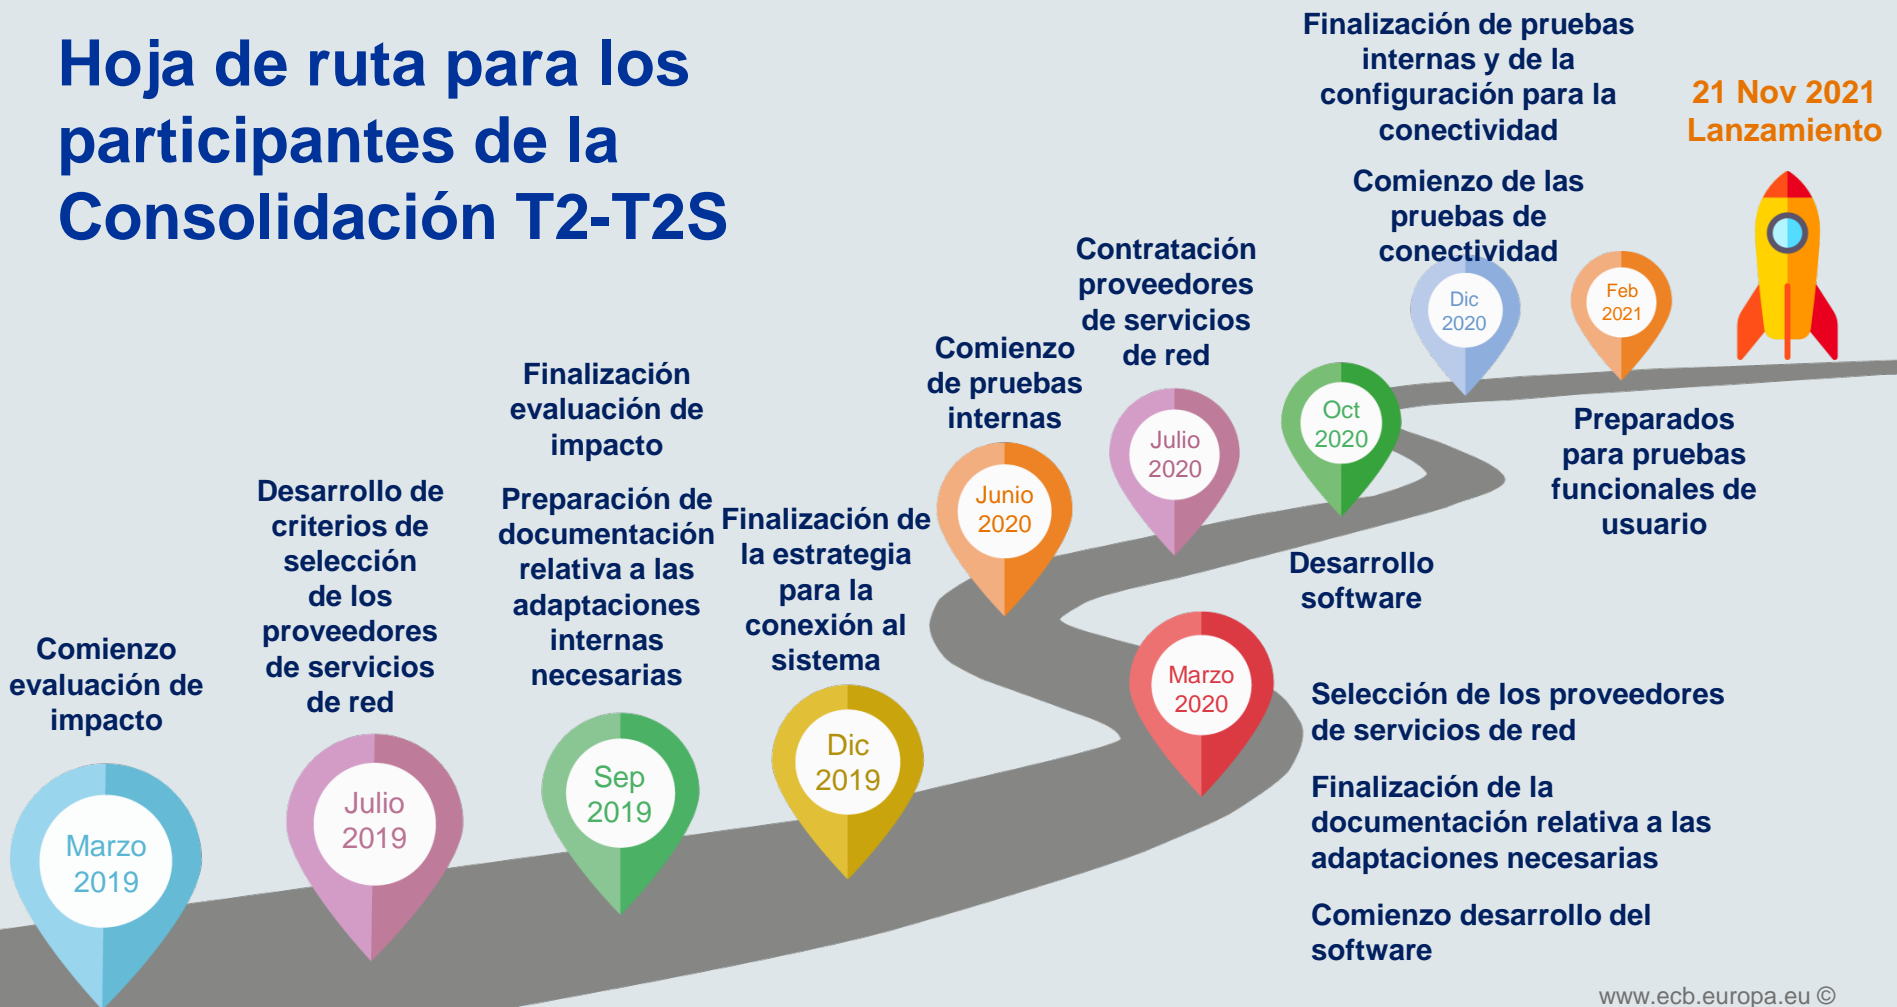 Hoja de ruta para los
participantes de la
Consolidación T2-T2S
Comienzo
evaluación de
impacto
Marzo
2019
Desarrollo de
criterios de
selección
de los
proveedores
de servicios
de red
Julio
2019
Finalización
evaluación de
impacto
Preparación de
documentación
relativa a las
adaptaciones
internas
necesarias
Sep
2019
Finalización de
la estrategia
para la
conexión al
sistema
Dic
2019
Marzo
2020
Selección de los proveedores
de servicios de red
Finalización de la
documentación relativa a las
adaptaciones necesarias
Comienzo desarrollo del
software
Comienzo
de pruebas
internas
Junio
2020
Contratación
proveedores
de servicios
de red
Julio
2020
Oct
2020
Desarrollo
software
Finalización de pruebas
internas y de la
configuración para la
conectividad
Comienzo de las
pruebas de
conectividad
Dic
2020
Feb
2021
Preparados
para pruebas
funcionales de
usuario
21 Nov 2021
Lanzamiento
www.ecb.europa.eu ©